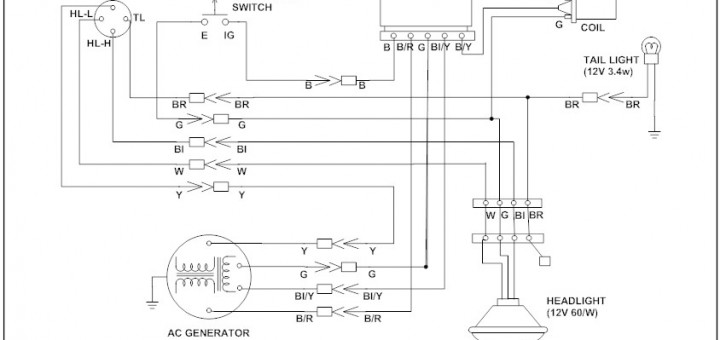 HL-L
TL
HL-H
SWITCH
E IG
B B/R G BI/Y B/Y
G
COIL
TAIL LIGHT
(12V 3.4w)
B B
BR BR BR BR
G G
BI BI
W W
Y Y
W G BI BR
Y Y
G G
BI/Y BI/Y
B/R B/R
AC GENERATOR
HEADLIGHT
(12V 60/W)